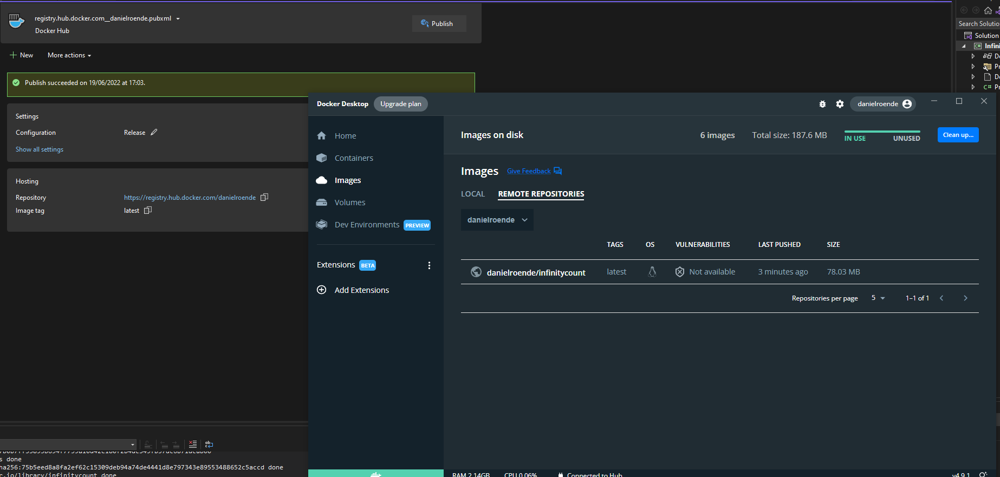 registry.hub.docker.com__danielroende.pubxml
Docker Hub
Publish
New
More actions
Publish succeeded on 19/06/2022 at 17:03.
Settings
Configuration
Release
Show all settings
Hosting
Repository
https://registry.hub.docker.com/danielroende
Image tag
latest
Search Solutio
Solution
C# Infini
Do
Pr
Do
C# Pr
Docker Desktop
Upgrade plan
danielroende
Home
Containers
Images
Volumes
Dev Environments PREVIEW
Extensions BETA
Add Extensions
Images on disk
6 images
Total size: 187.6 MB
IN USE
UNUSED
Clean up...
Images
Give Feedback
LOCAL
REMOTE REPOSITORIES
danielroende
TAGS OS VULNERABILITIES LAST PUSHED SIZE
danielroende/infinitycount latest Not available 3 minutes ago 78.03 MB
Repositories per page 5 1–1 of 1
s done
ha256:75b5eed8a8fa2ef62c15309deb94a74de4441d8e797343e89553488652c5accd done
r.io/library/infinitycount done
RAM 2.14GB CPU 0.06% Connected to Hub v4.9.1